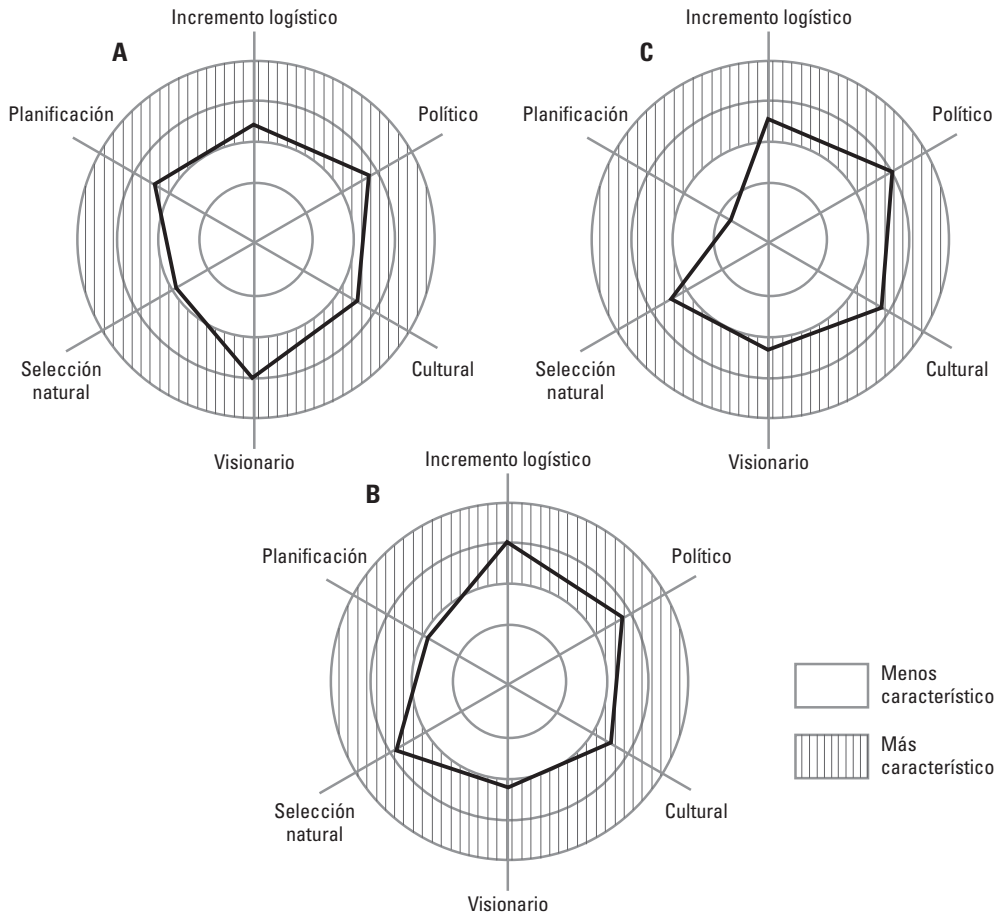 Incremento logístico
A
Planificación
Político
Selección
natural
Cultural
Visionario
Incremento logístico
C
Planificación
Político
Selección
natural
Cultural
Visionario
Incremento logístico
B
Planificación
Político
Selección
natural
Cultural
Visionario
Menos
característico
Más
característico